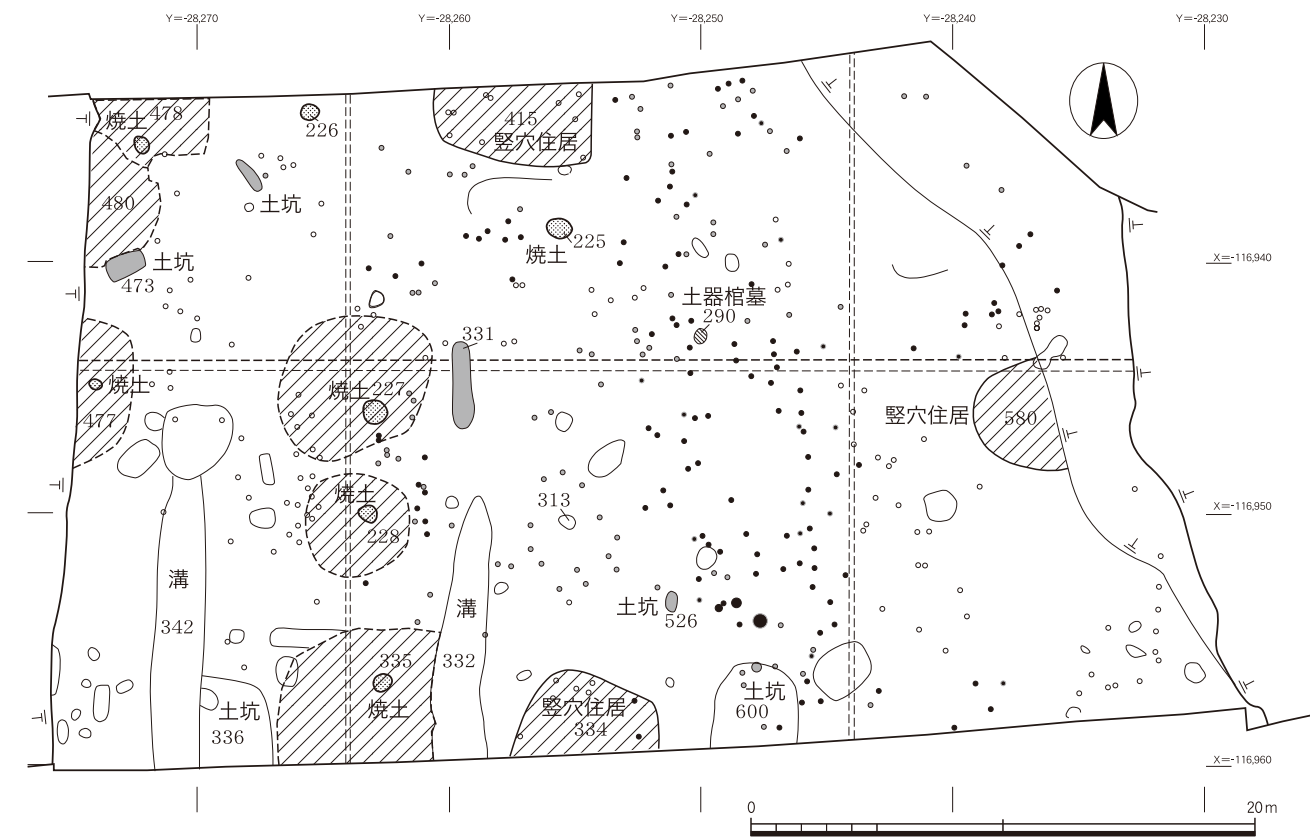 Y=-28,270
Y=-28,260
Y=-28,250
Y=-28,240
Y=-28,230
焼土 478
226
415
竪穴住居
480
土坑
225
焼土
土坑
473
X=-116,940
土器棺墓
290
331
焼土
焼土 227
477
竪穴住居
580
焼土
228
313
X=-116,950
溝
342
溝
332
土坑
526
335
焼土
土坑
336
竪穴住居
334
土坑
600
X=-116,960
0
20m